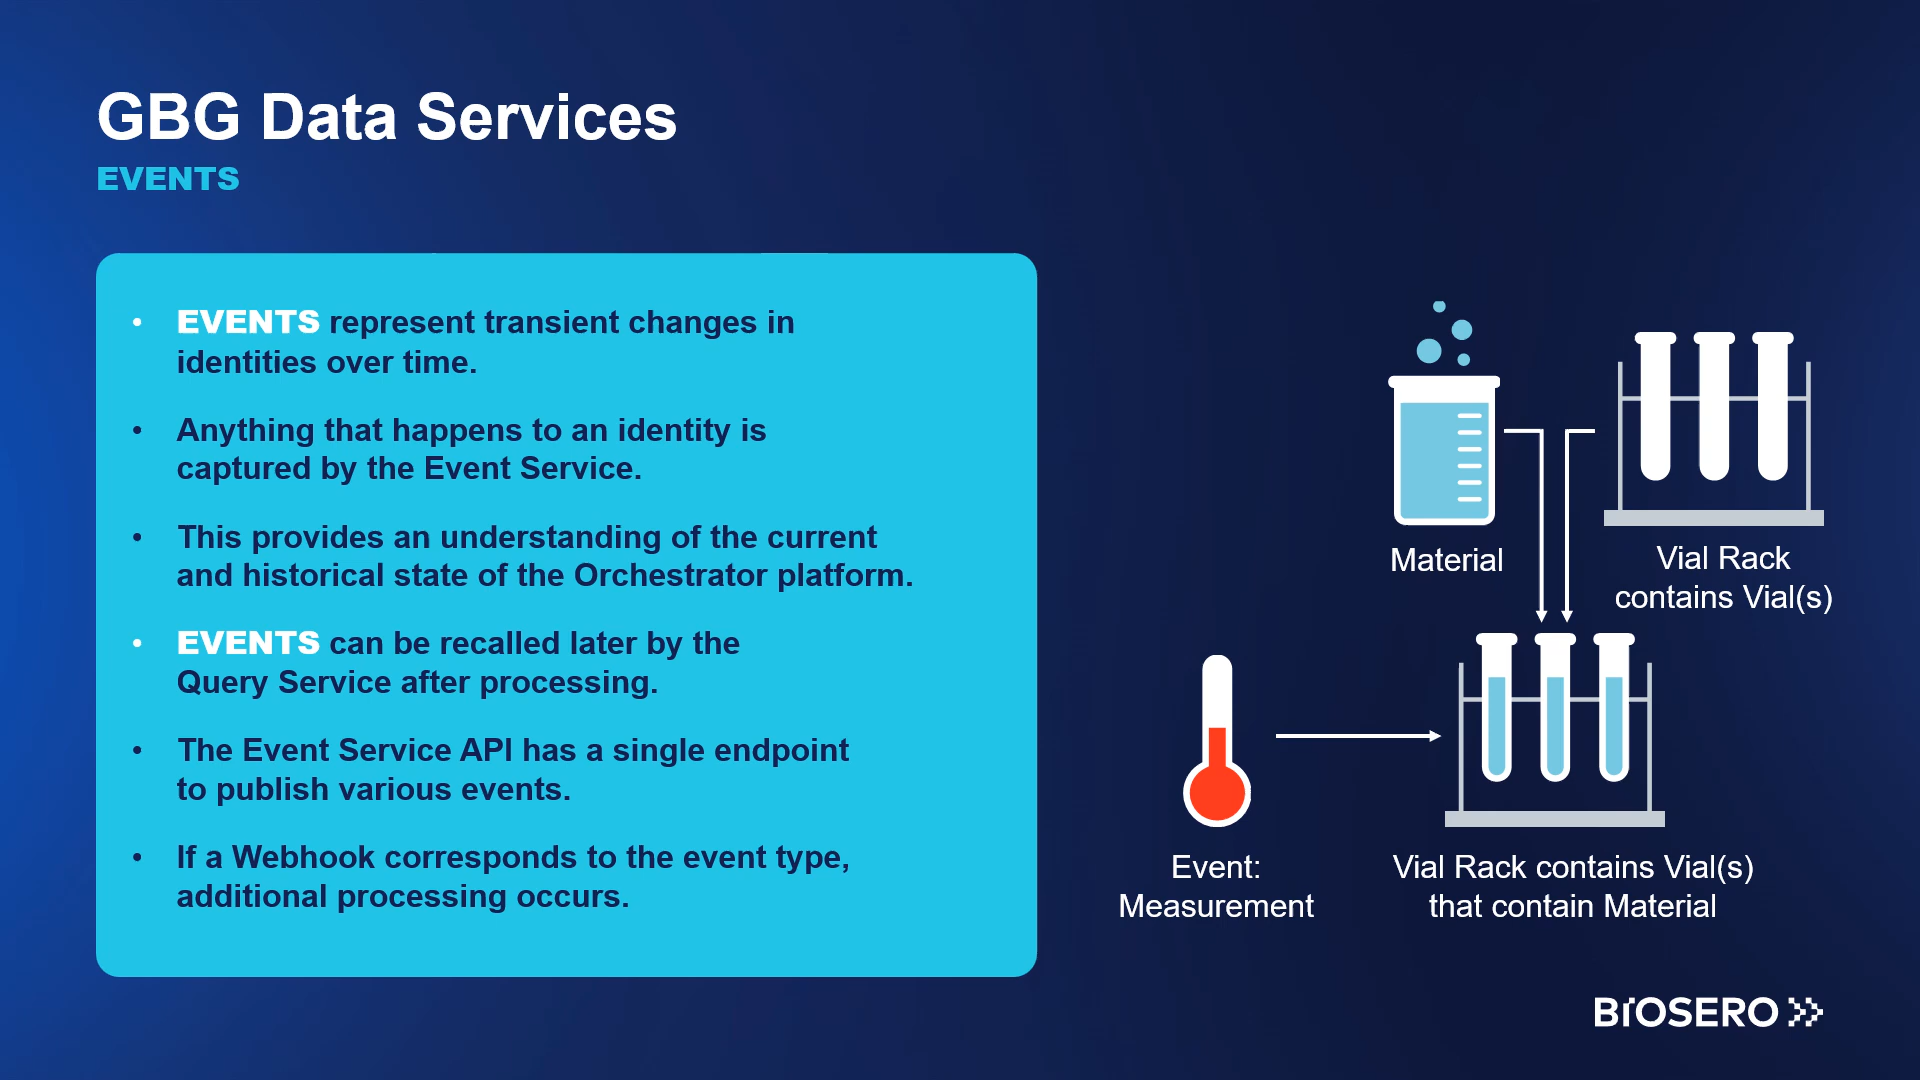 GBG Data Services
EVENTS
• EVENTS represent transient changes in
identities over time.
• Anything that happens to an identity is
captured by the Event Service.
• This provides an understanding of the current
and historical state of the Orchestrator platform.
• EVENTS can be recalled later by the
Query Service after processing.
• The Event Service API has a single endpoint
to publish various events.
• If a Webhook corresponds to the event type,
additional processing occurs.
Material
Vial Rack
contains Vial(s)
Event:
Measurement
Vial Rack contains Vial(s)
that contain Material
BIOSERO